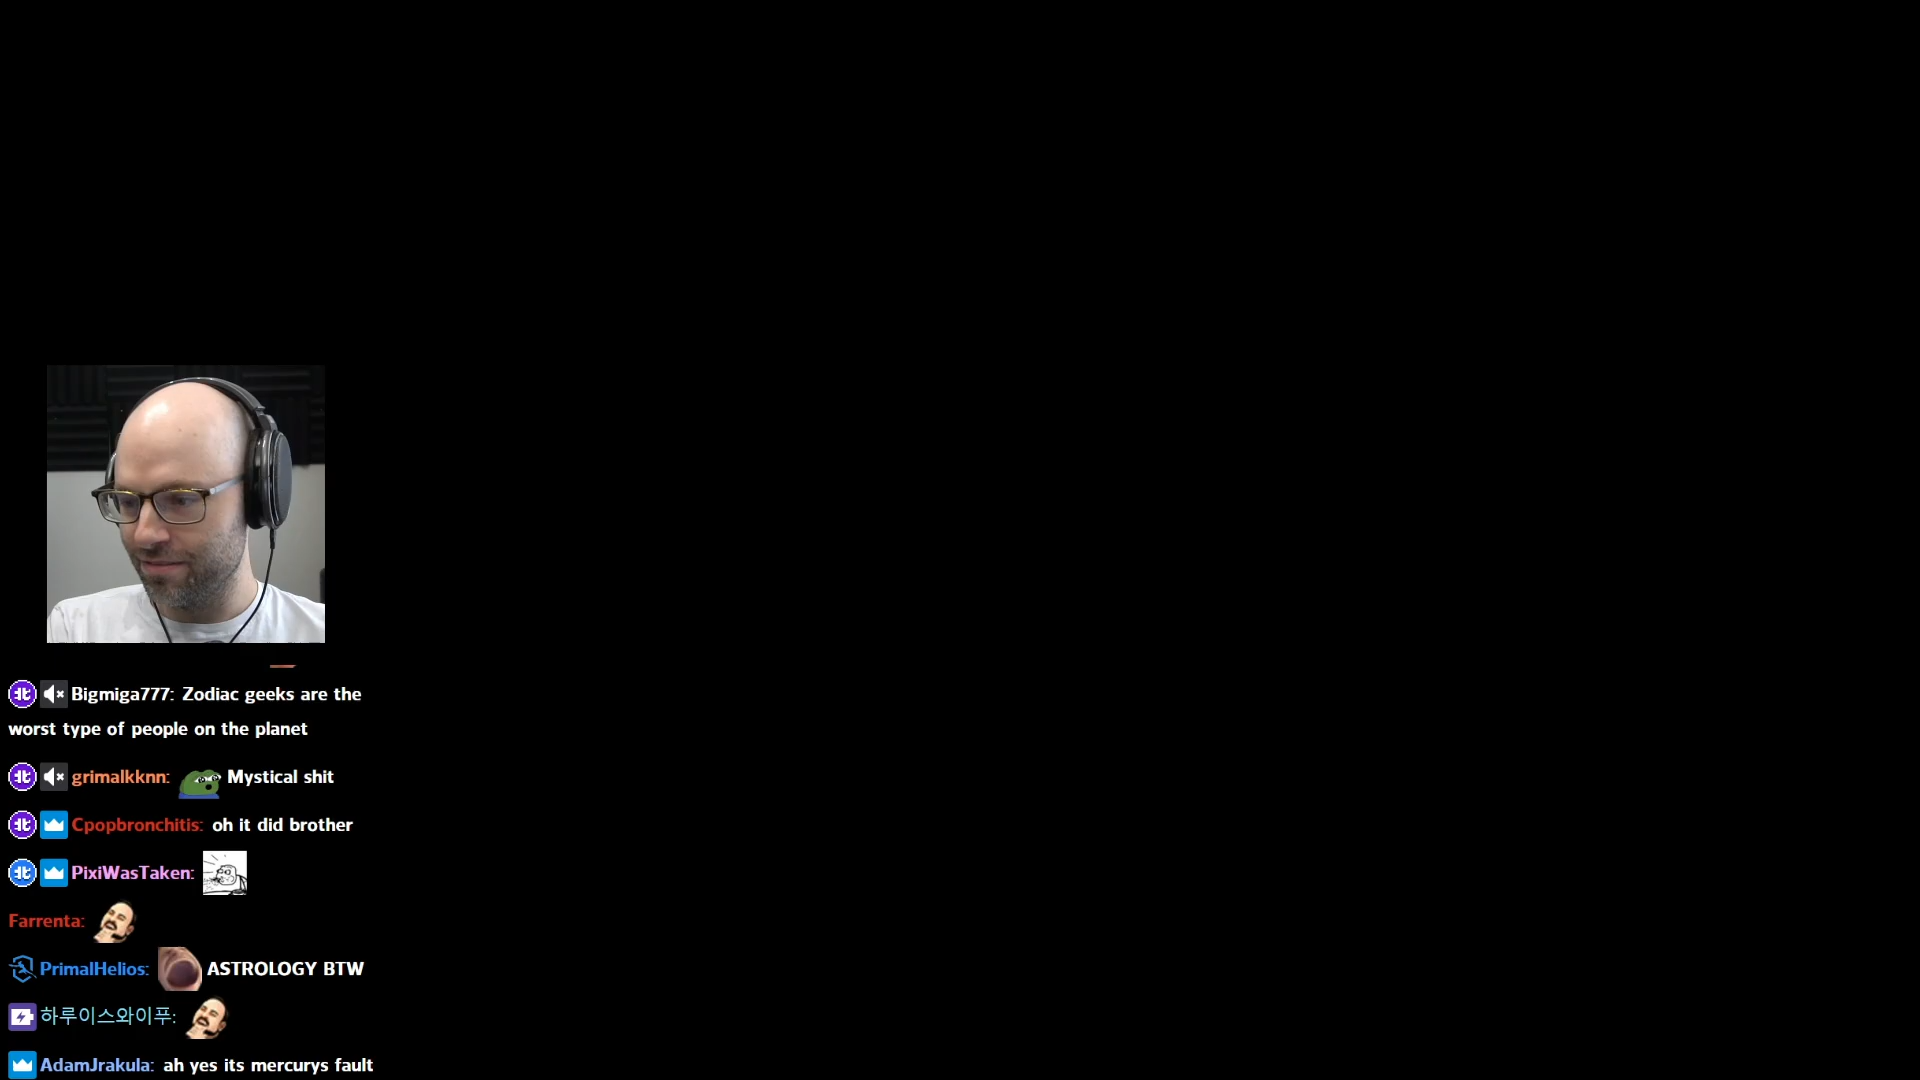 Bigmiga777: Zodiac geeks are the
worst type of people on the planet
grimalkknn: Mystical shit
Cpopbronchitis: oh it did brother
PixiWasTaken:
Farrenta:
PrimalHelios: ASTROLOGY BTW
하루이스와이푸:
AdamJrakula: ah yes its mercurys fault